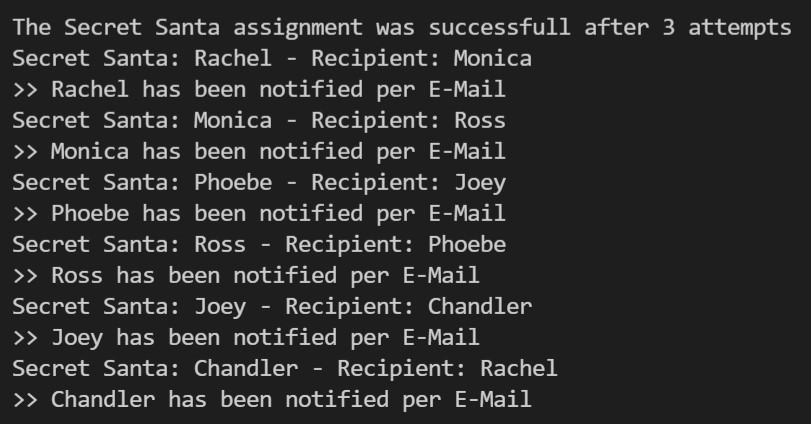 The Secret Santa assignment was successfull after 3 attempts
Secret Santa: Rachel - Recipient: Monica
>> Rachel has been notified per E-Mail
Secret Santa: Monica - Recipient: Ross
>> Monica has been notified per E-Mail
Secret Santa: Phoebe - Recipient: Joey
>> Phoebe has been notified per E-Mail
Secret Santa: Ross - Recipient: Phoebe
>> Ross has been notified per E-Mail
Secret Santa: Joey - Recipient: Chandler
>> Joey has been notified per E-Mail
Secret Santa: Chandler - Recipient: Rachel
>> Chandler has been notified per E-Mail